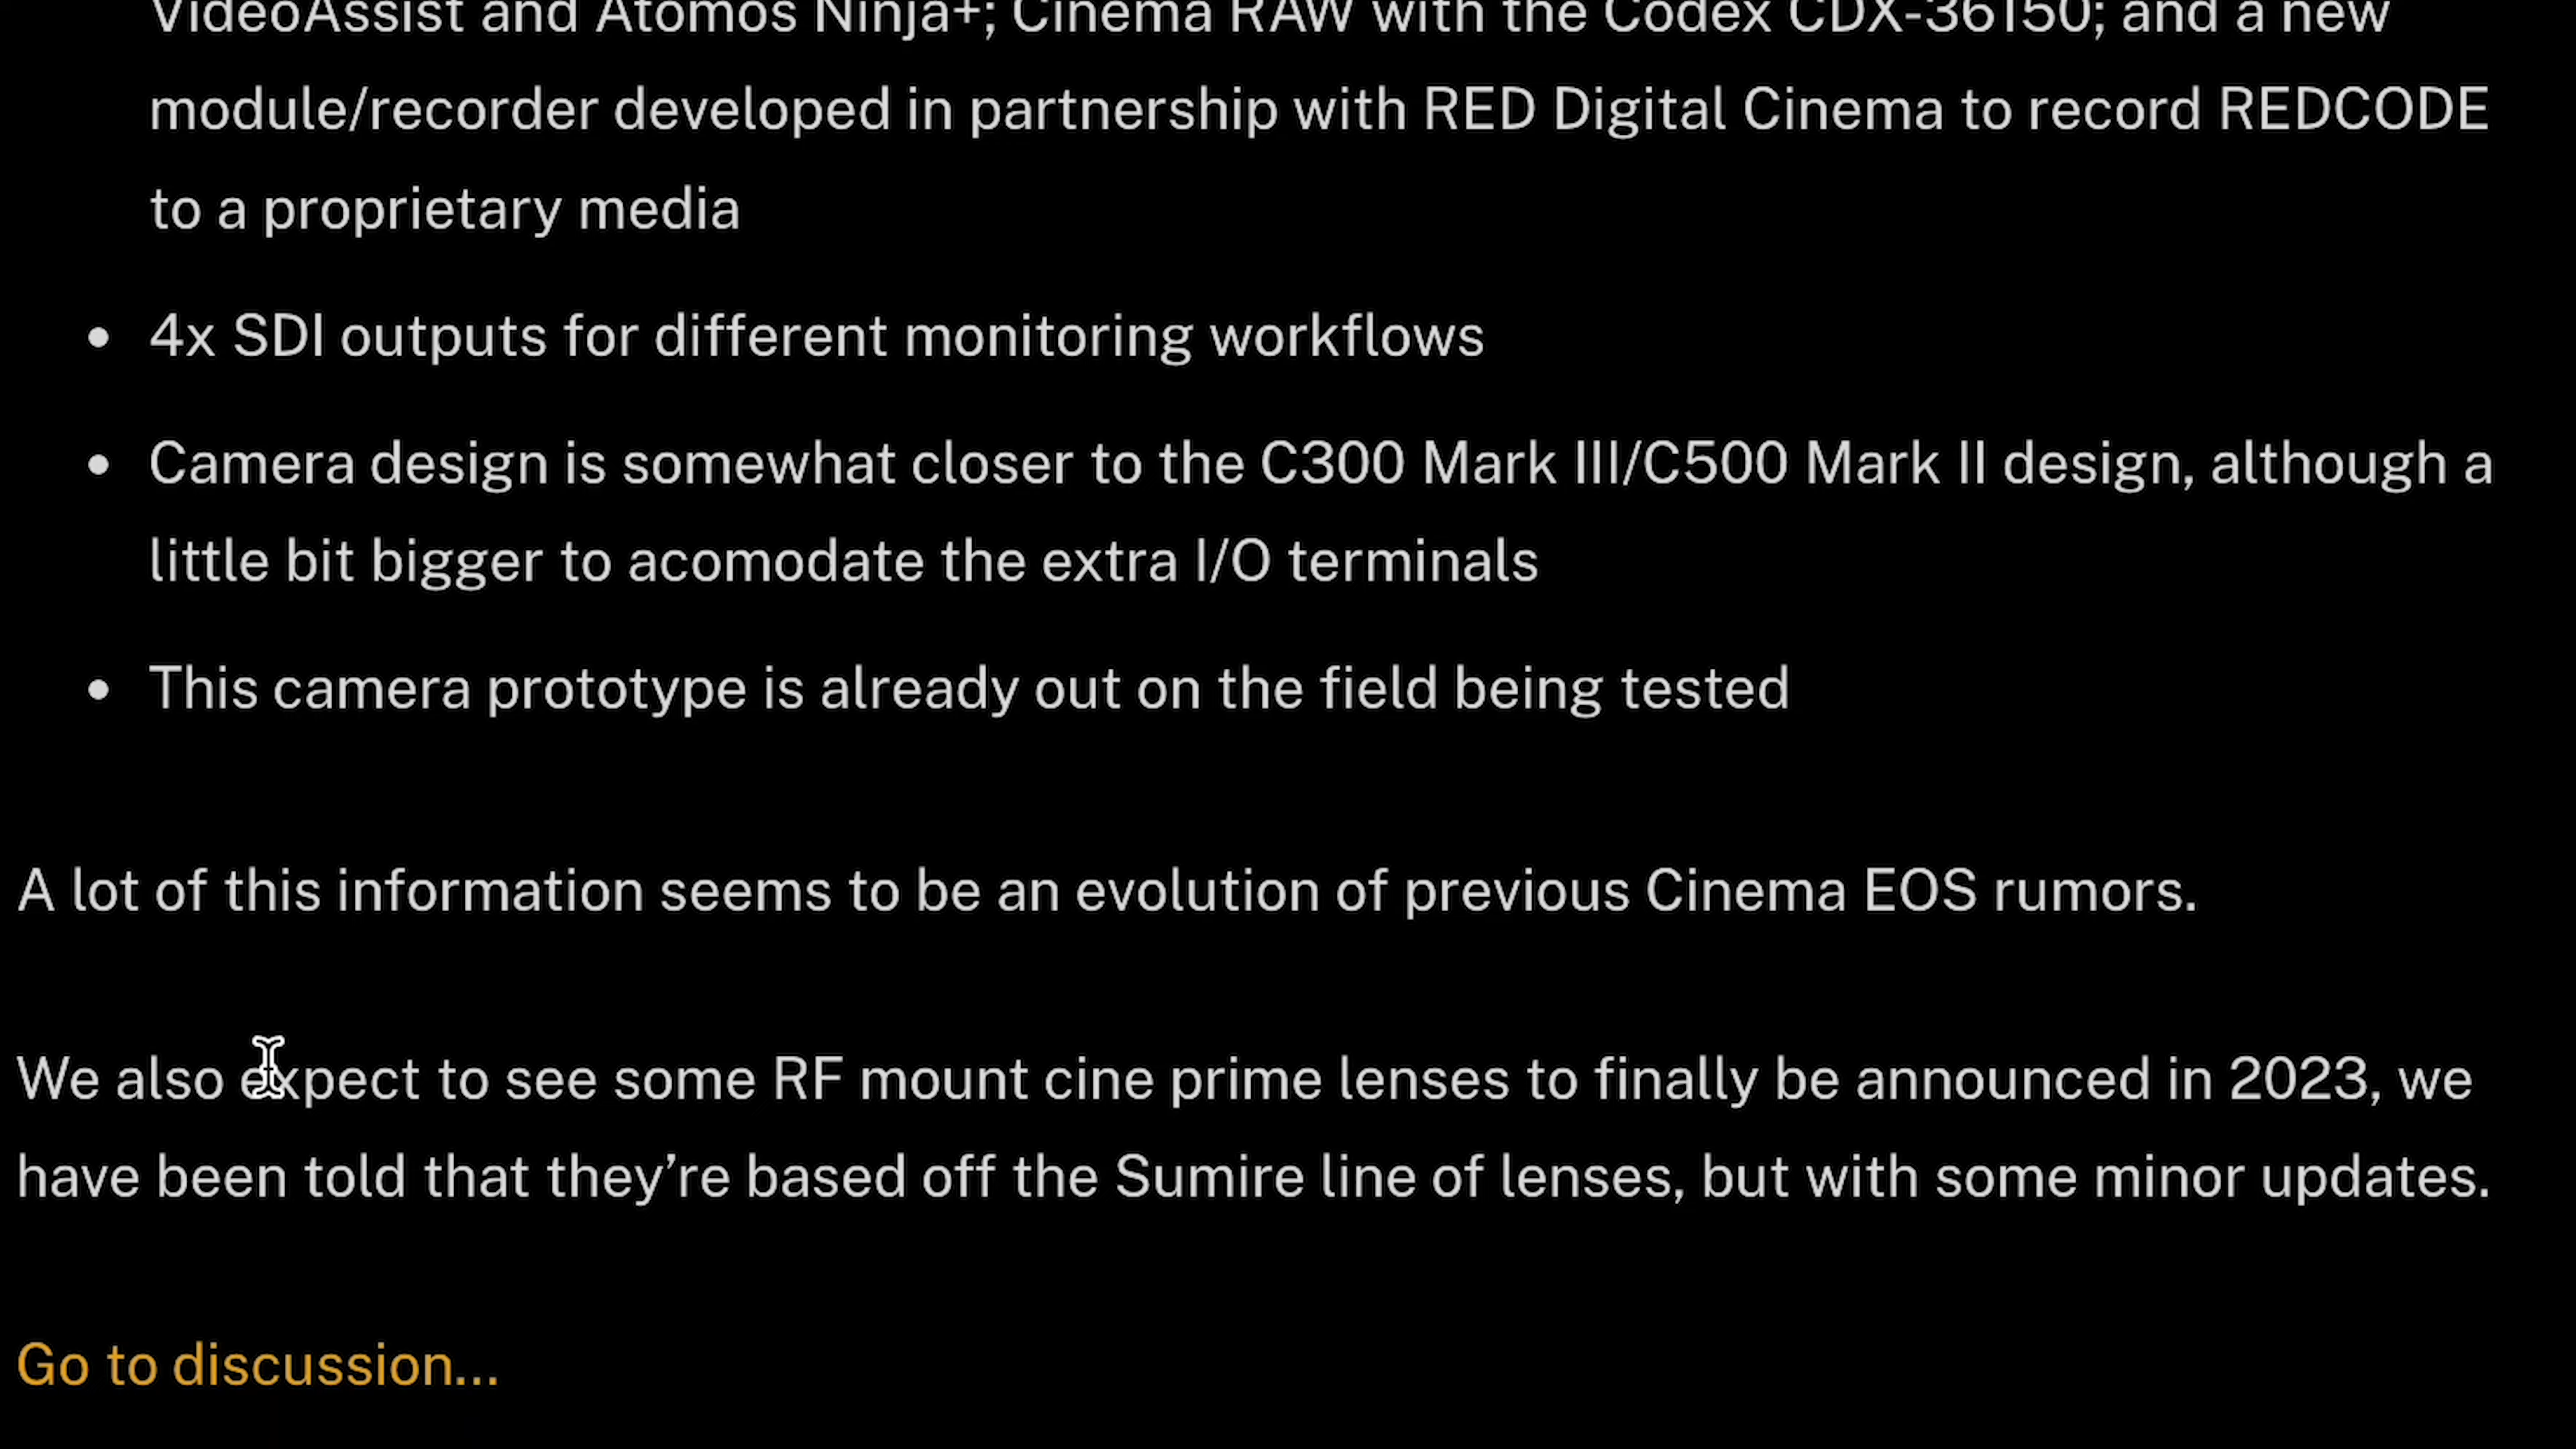 VideoAssist and Atomos Ninja+; Cinema RAW with the Codex CDX-36150; and a new
module/recorder developed in partnership with RED Digital Cinema to record REDCODE
to a proprietary media
• 4x SDI outputs for different monitoring workflows
• Camera design is somewhat closer to the C300 Mark III/C500 Mark II design, although a
little bit bigger to acomodate the extra I/O terminals
• This camera prototype is already out on the field being tested
A lot of this information seems to be an evolution of previous Cinema EOS rumors.
We also expect to see some RF mount cine prime lenses to finally be announced in 2023, we
have been told that they’re based off the Sumire line of lenses, but with some minor updates.
Go to discussion...